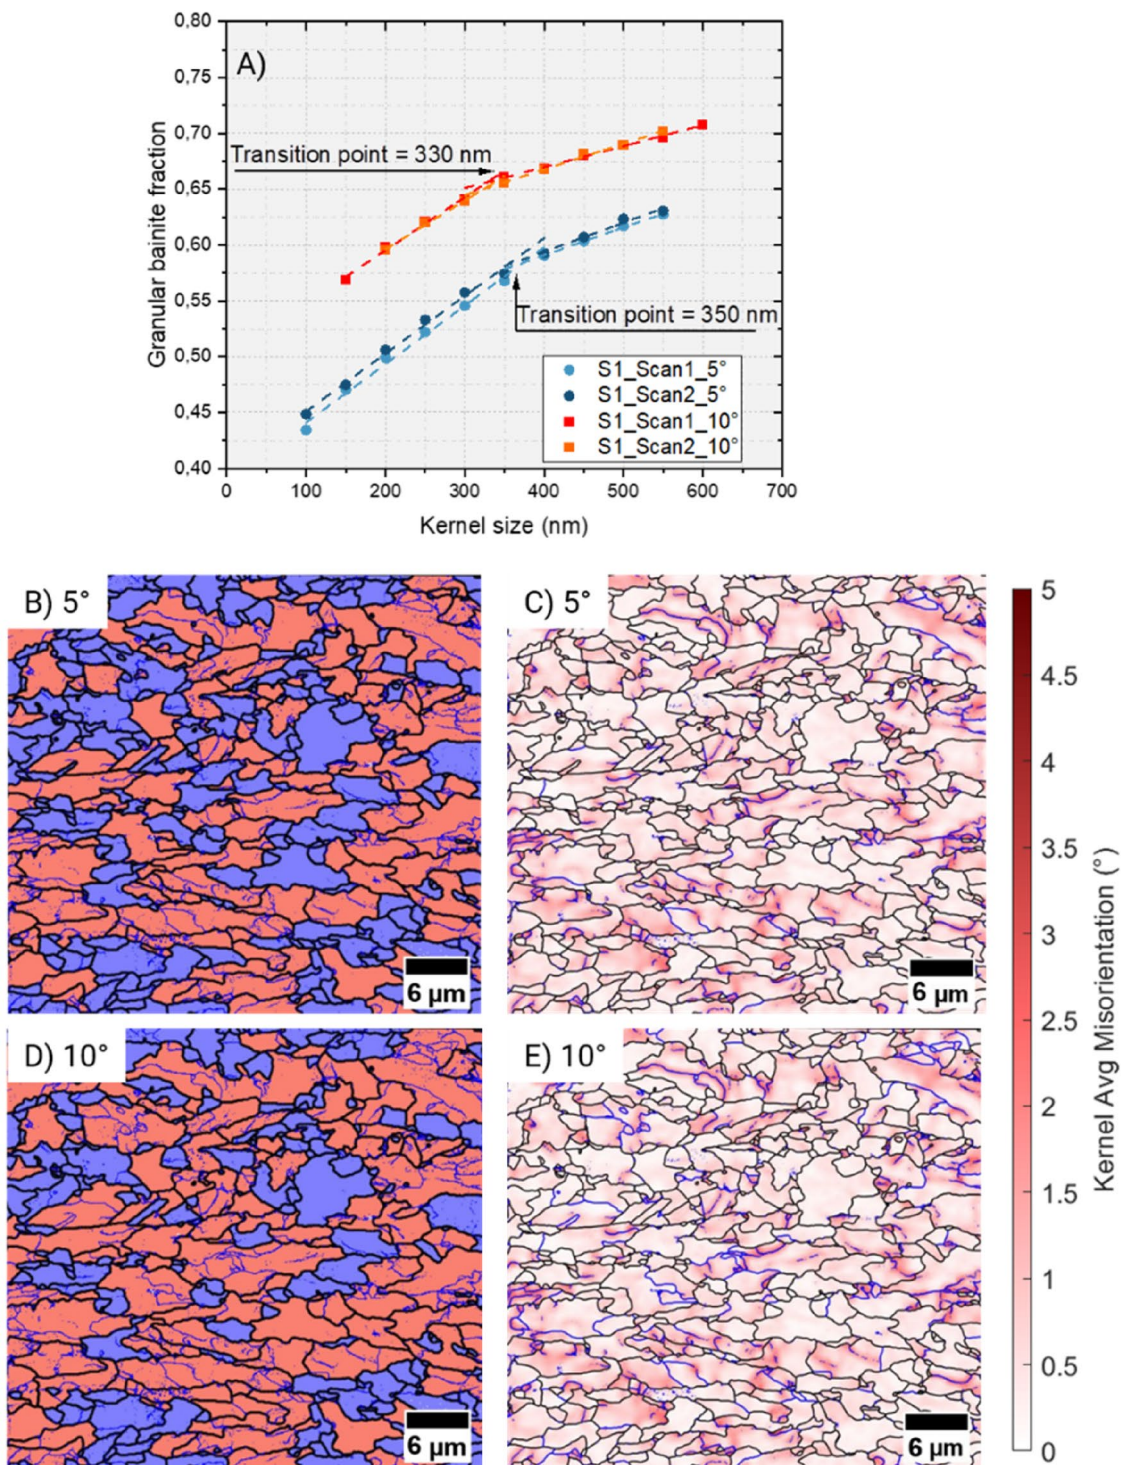 0,80
0,75
0,70
0,65
0,60
0,55
0,50
0,45
0,40
Granular bainite fraction
A)
Transition point = 330 nm
Transition point = 350 nm
S1_Scan1_5°
S1_Scan2_5°
S1_Scan1_10°
S1_Scan2_10°
0 100 200 300 400 500 600 700
Kernel size (nm)
B) 5°
6 µm
C) 5°
6 µm
D) 10°
6 µm
E) 10°
6 µm
5
4.5
4
3.5
3
2.5
2
1.5
1
0.5
0
Kernel Avg Misorientation (°)